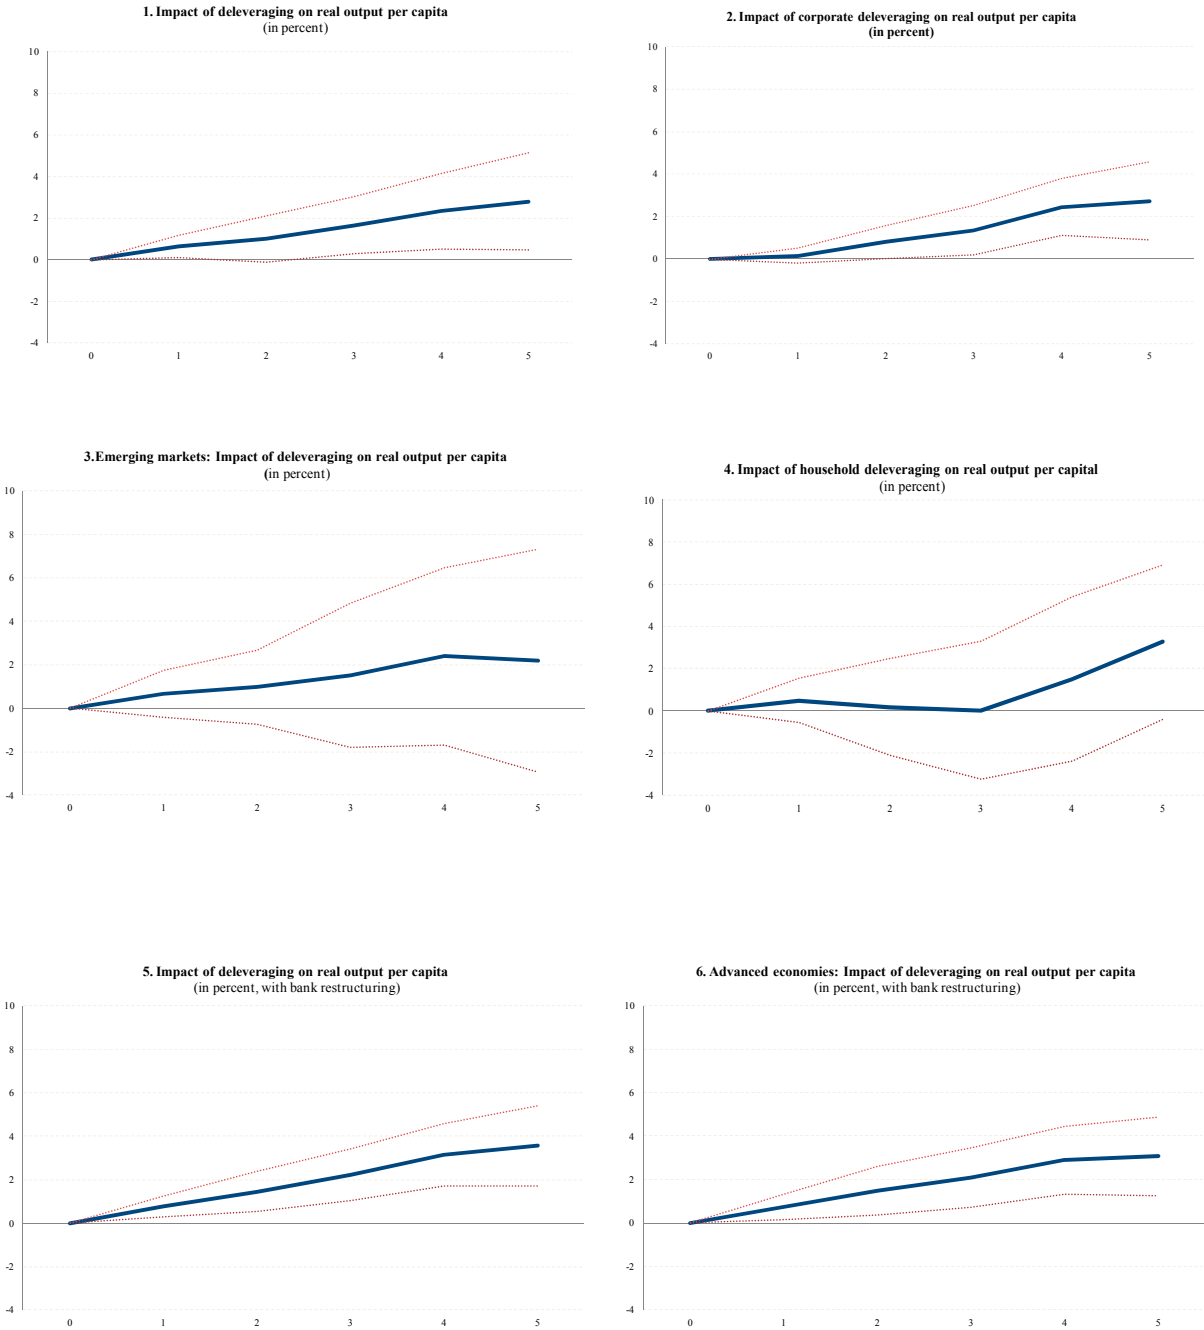 1. Impact of deleveraging on real output per capita
(in percent)
10
8
6
4
2
0
-2
-4
0 1 2 3 4 5
2. Impact of corporate deleveraging on real output per capita
(in percent)
10
8
6
4
2
0
-2
-4
0 1 2 3 4 5
3.Emerging markets: Impact of deleveraging on real output per capita
(in percent)
10
8
6
4
2
0
-2
-4
0 1 2 3 4 5
4. Impact of household deleveraging on real output per capital
(in percent)
10
8
6
4
2
0
-2
-4
0 1 2 3 4 5
5. Impact of deleveraging on real output per capita
(in percent, with bank restructuring)
10
8
6
4
2
0
-2
-4
0 1 2 3 4 5
6. Advanced economies: Impact of deleveraging on real output per capita
(in percent, with bank restructuring)
10
8
6
4
2
0
-2
-4
0 1 2 3 4 5